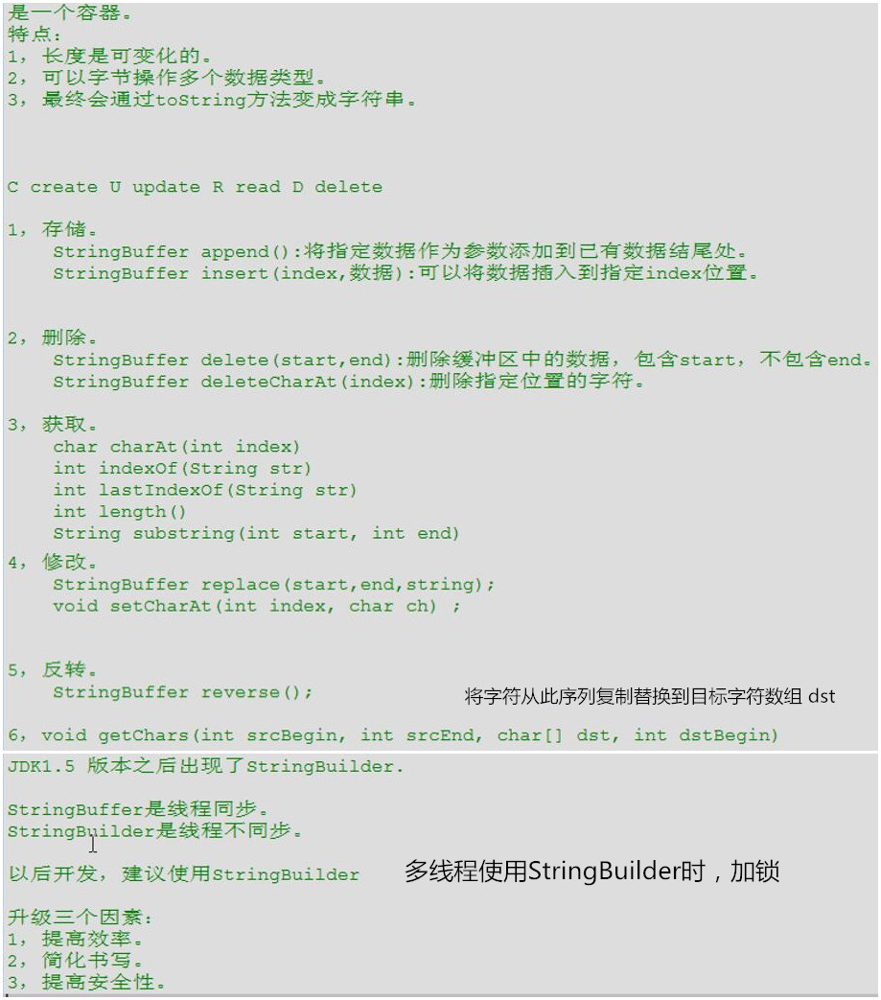 是一个容器。
特点：
1，长度是可变化的。
2，可以字节操作多个数据类型。
3，最终会通过toString方法变成字符串。
C create U update R read D delete
1，存储。
StringBuffer append():将指定数据作为参数添加到已有数据结尾处。
StringBuffer insert(index,数据):可以将数据插入到指定index位置。
2，删除。
StringBuffer delete(start,end):删除缓冲区中的数据，包含start，不包含end。
StringBuffer deleteCharAt(index):删除指定位置的字符。
3，获取。
char charAt(int index)
int indexOf(String str)
int lastIndexOf(String str)
int length()
String substring(int start, int end)
4，修改。
StringBuffer replace(start,end,string);
void setCharAt(int index, char ch) ;
5，反转。
StringBuffer reverse();
将字符从此序列复制替换到目标字符数组 dst
6，void getChars(int srcBegin, int srcEnd, char[] dst, int dstBegin)
JDK1.5 版本之后出现了StringBuilder.
StringBuffer是线程同步。
StringBuilder是线程不同步。
以后开发，建议使用StringBuilder 多线程使用StringBuilder时，加锁
升级三个因素：
1，提高效率。
2，简化书写。
3，提高安全性。